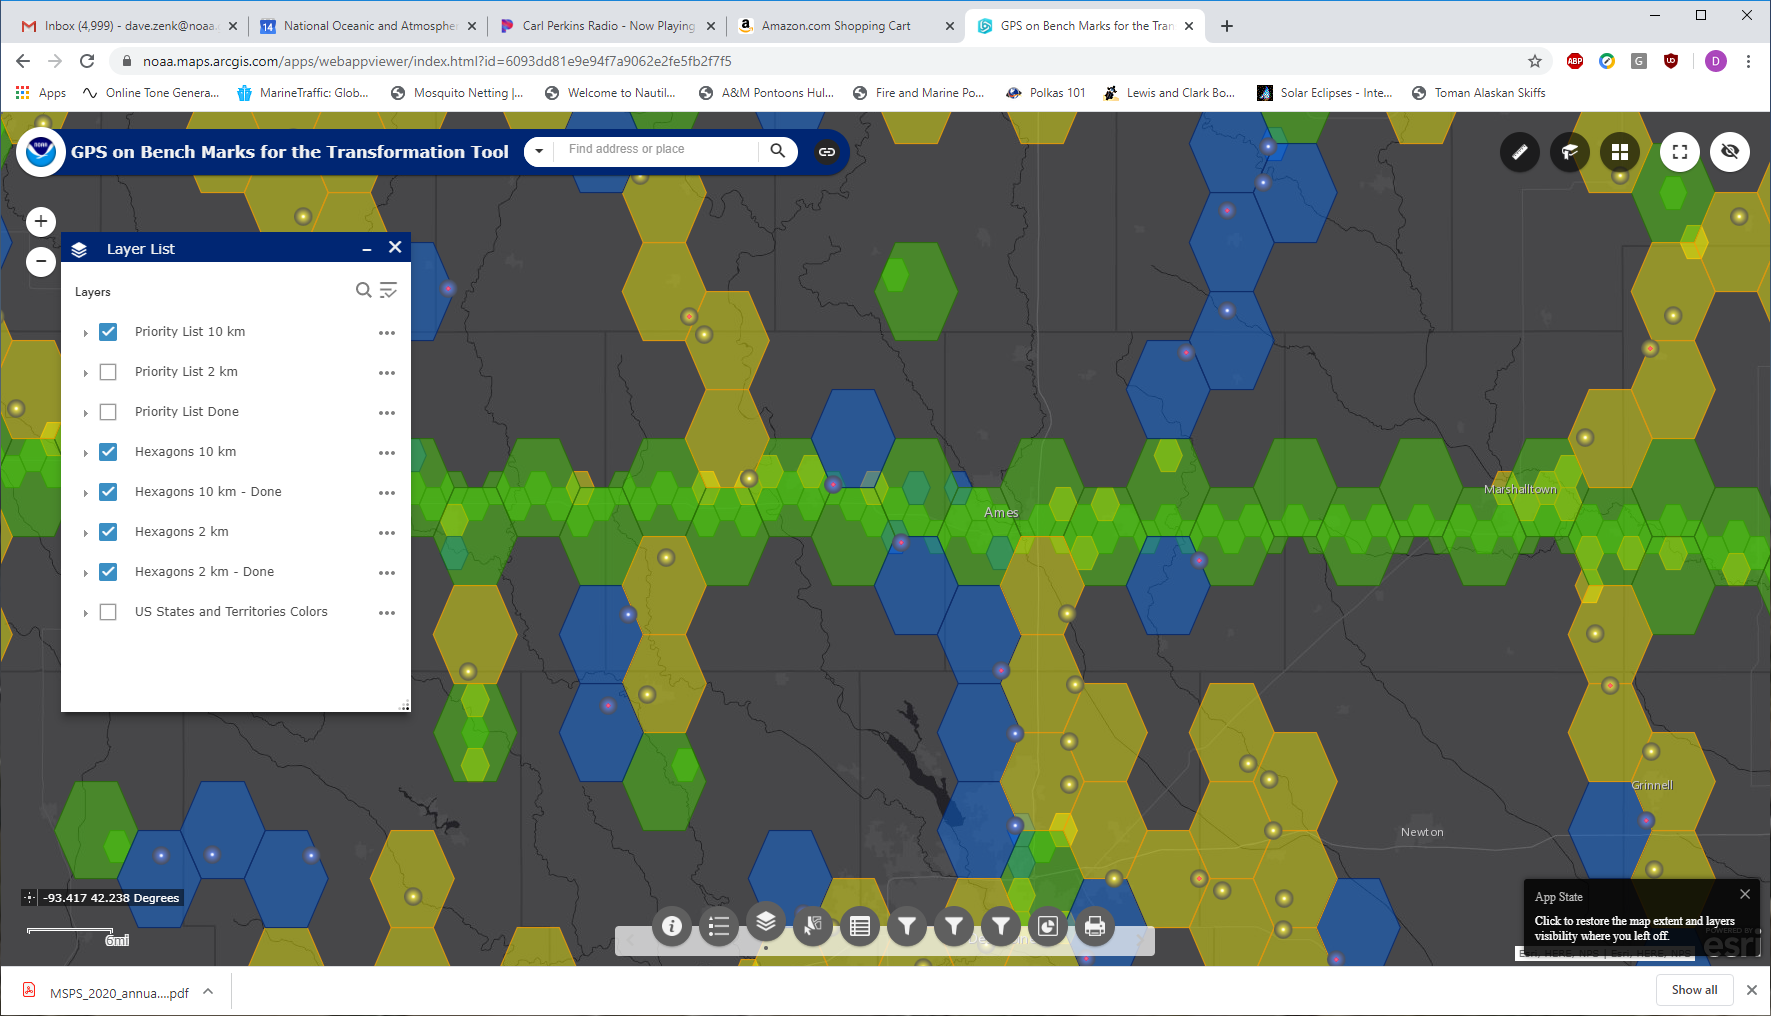 Inbox (4,999) - dave.zenk@noaa.g
14
National Oceanic and Atmospher
Carl Perkins Radio - Now Playing
Amazon.com Shopping Cart
GPS on Bench Marks for the Tran
noaa.maps.arcgis.com/apps/webappviewer/index.html?id=6093dd81e9e94f7a9062e2fe5fb2f7f5
ABP
G
D
Apps
Online Tone Genera...
MarineTraffic: Glob...
Mosquito Netting |...
Welcome to Nautil...
A&M Pontoons Hul...
Fire and Marine Po...
Polkas 101
Lewis and Clark Bo...
Solar Eclipses - Inte...
Toman Alaskan Skiffs
NOAA
GPS on Bench Marks for the Transformation Tool
Find address or place
+
−
Layer List
Layers
Priority List 10 km
Priority List 2 km
Priority List Done
Hexagons 10 km
Hexagons 10 km - Done
Hexagons 2 km
Hexagons 2 km - Done
US States and Territories Colors
Marshalltown
Ames
Grinnell
Newton
-93.417 42.238 Degrees
6mi
App State
Click to restore the map extent and layers
visibility where you left off.
POWERED BY
esri
MSPS_2020_annua....pdf
Show all